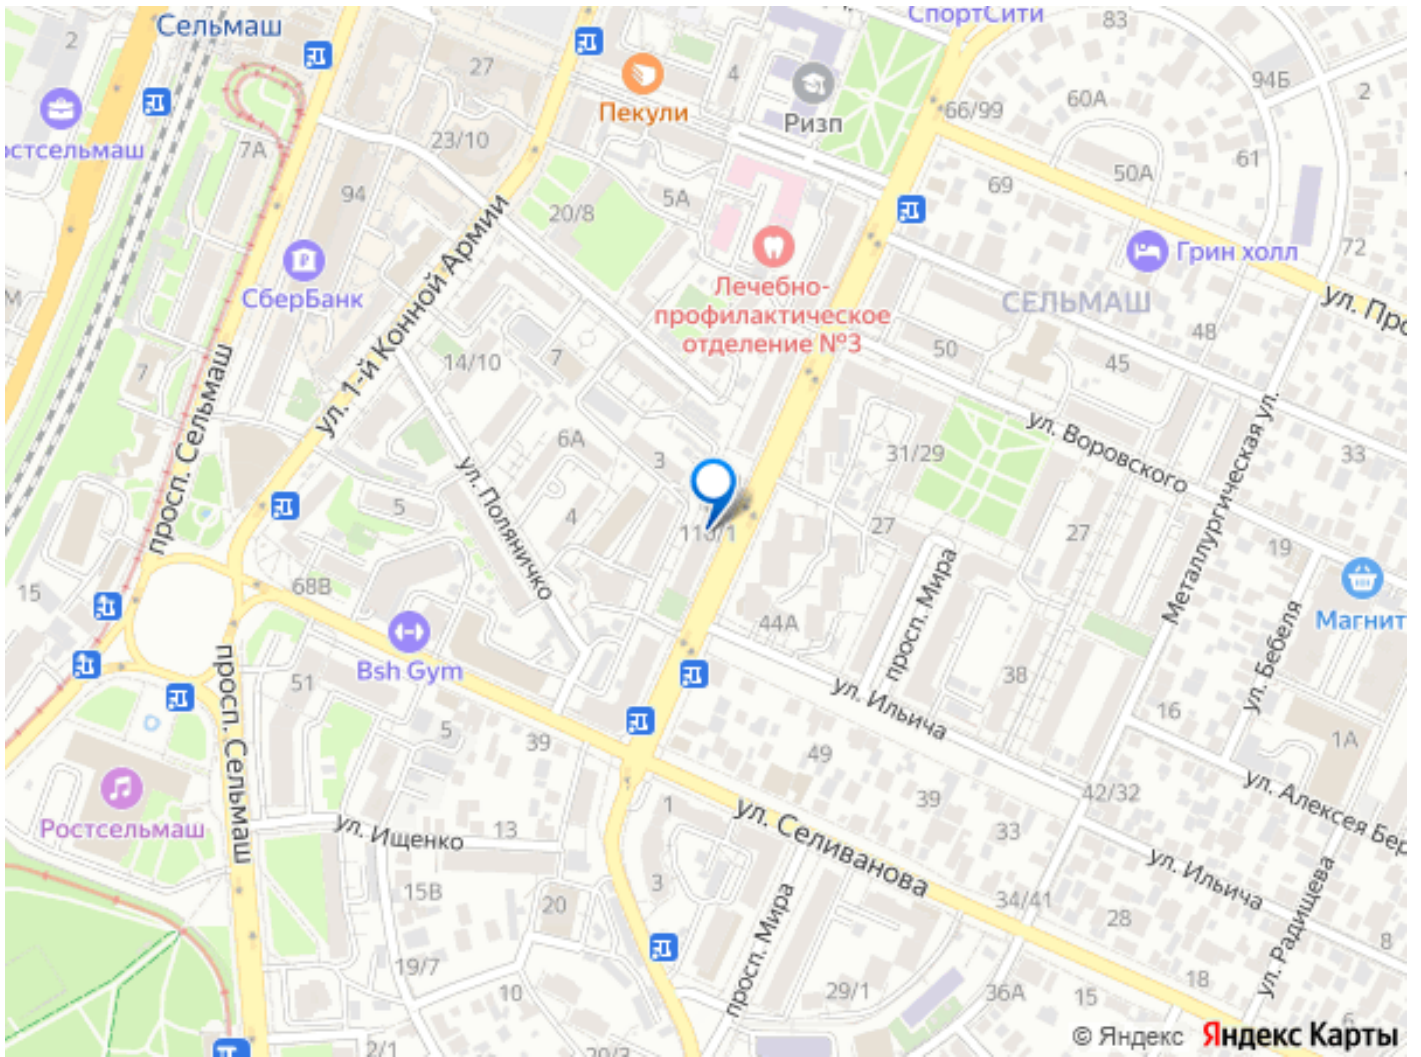 СпортСити
83
Сельмаш
2
27
4
94Б
2
60А
66/99
Пекули
Ризп
остсельмаш
7А
23/10
61
50А
69
94
5А
20/8
72
Грин холл
СберБанк
ул. 1-й Конной Армии
Лечебно-
профилактическое
отделение №3
СЕЛЬМАШ
ул. Про
М
48
50
45
7
14/10
7
просп. Сельмаш
ул. Воровского
Металлургическая ул.
6А
3
31/29
33
ул. Поляничко
5
4
27
27
19
15
68В
просп. Мира
Магнит
44А
ул. Бебеля
Bsh Gym
51
просп. Сельмаш
38
ул. Ильича
16
5
39
49
1А
Ростсельмаш
39
42/32
ул. Алексея Бер
1
ул. Селиванова
ул. Ищенко
13
33
ул. Ильича
15В
3
20
34/41
28
ул. Радищева
8
просп. Мира
19/7
10
29/1
36А
15
18
6
2/1
20/3
© Яндекс Яндекс Карты